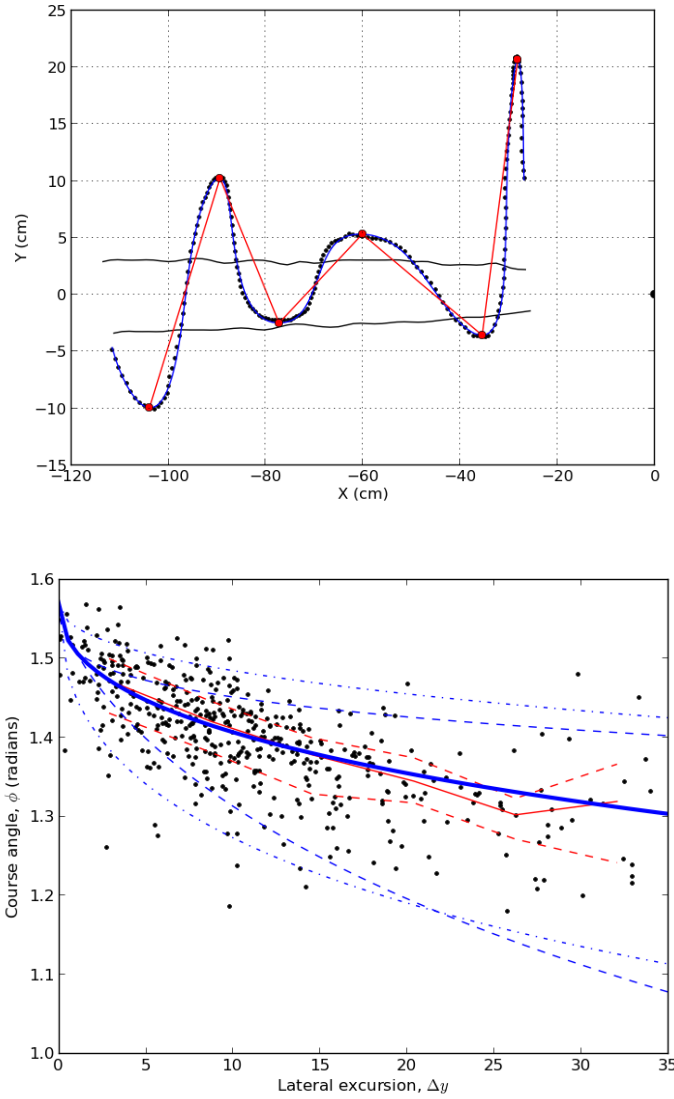 25
20
15
10
5
0
−5
−10
−15
Y (cm)
−120 −100 −80 −60 −40 −20 0
X (cm)
1.6
1.5
1.4
1.3
1.2
1.1
1.0
Course angle, ϕ (radians)
0 5 10 15 20 25 30 35
Lateral excursion, Δy